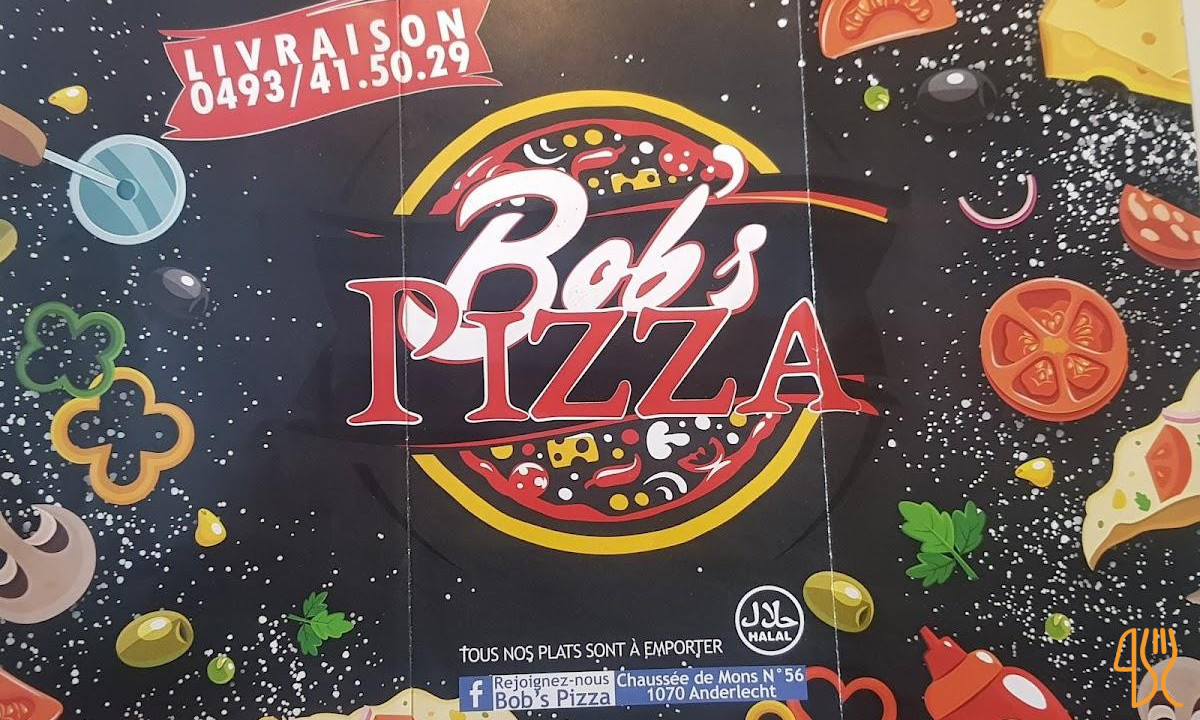 LIVRAISON
0493/41.50.29
Bob's
PIZZA
حلال
HALAL
TOUS NOS PLATS SONT À EMPORTER
f
Rejoignez-nous
Bob's Pizza
Chaussée de Mons N°56
1070 Anderlecht